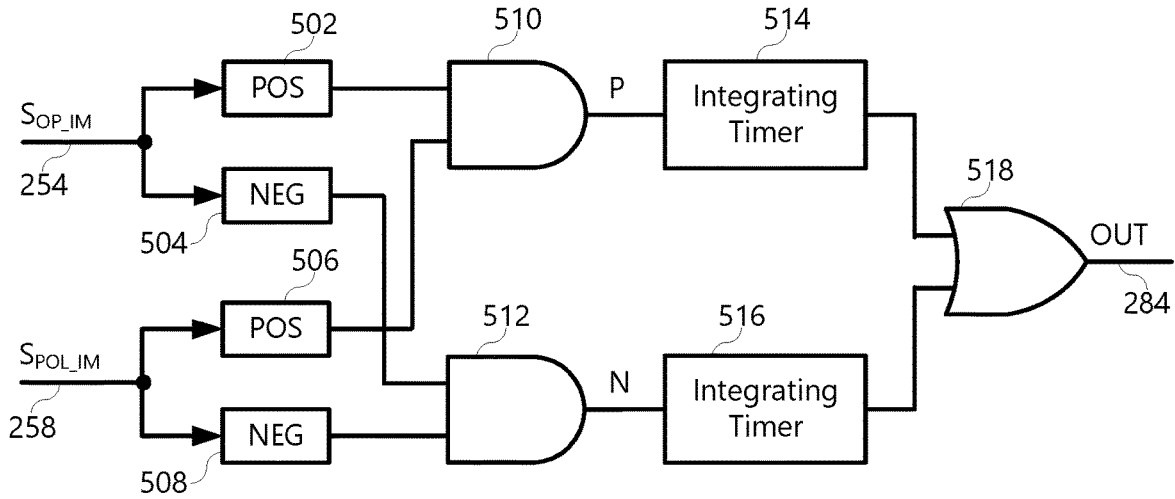 502
510
514
POS
P
Integrating
Timer
S_OP_IM
254
NEG
504
518
OUT
284
506
POS
512
516
S_POL_IM
258
N
Integrating
Timer
NEG
508